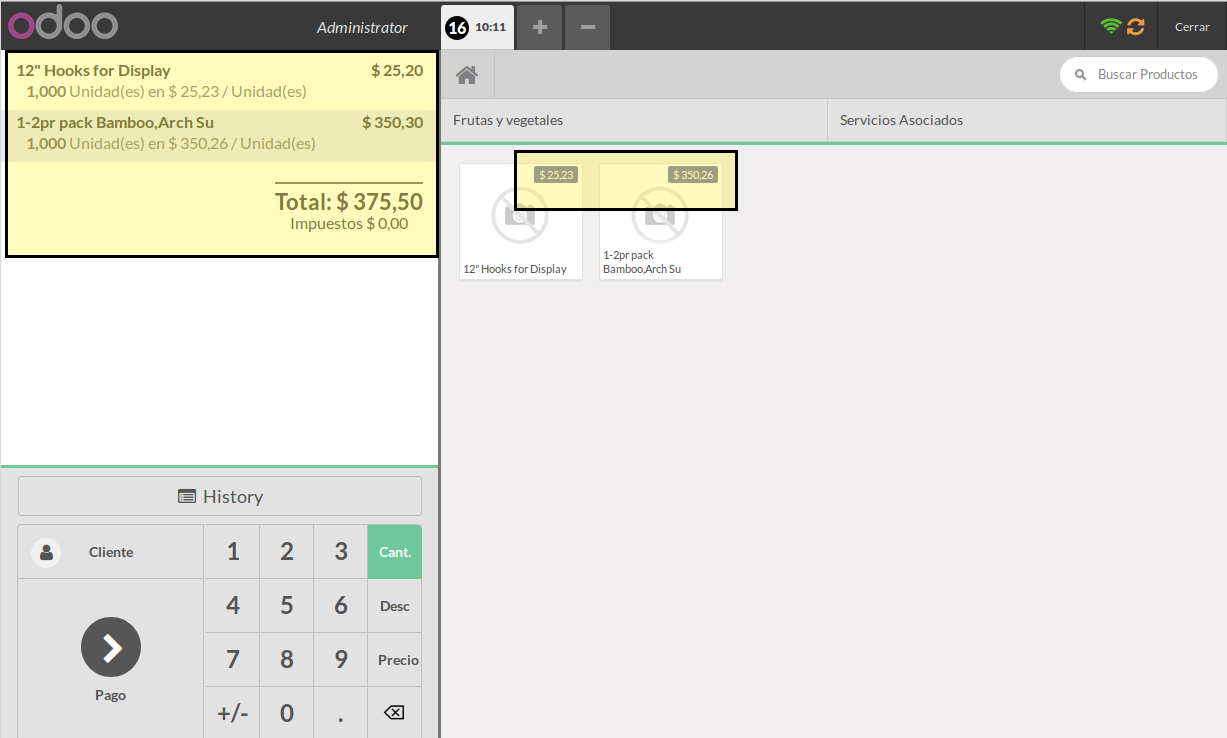 odoo
Administrator
16 10:11
Cerrar
12" Hooks for Display $ 25,20
1,000 Unidad(es) en $ 25,23 / Unidad(es)
1-2pr pack Bamboo,Arch Su $ 350,30
1,000 Unidad(es) en $ 350,26 / Unidad(es)
Total: $ 375,50
Impuestos $ 0,00
Buscar Productos
Frutas y vegetales
Servicios Asociados
$ 25,23
12" Hooks for Display
$ 350,26
1-2pr pack
Bamboo,Arch Su
History
Cliente
1 2 3 Cant.
4 5 6 Desc
7 8 9 Precio
+/- 0 .
Pago